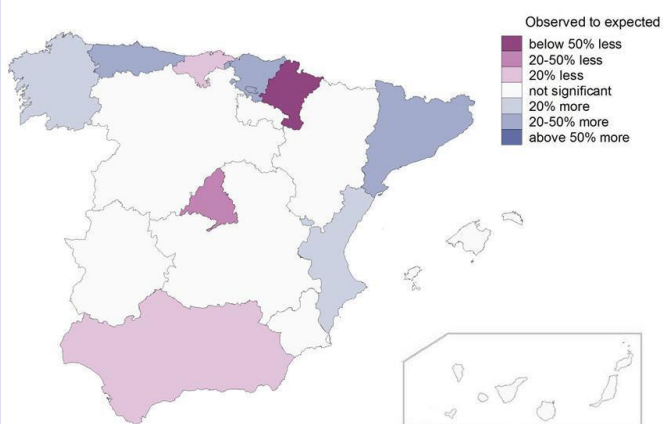 Observed to expected
below 50% less
20-50% less
20% less
not significant
20% more
20-50% more
above 50% more